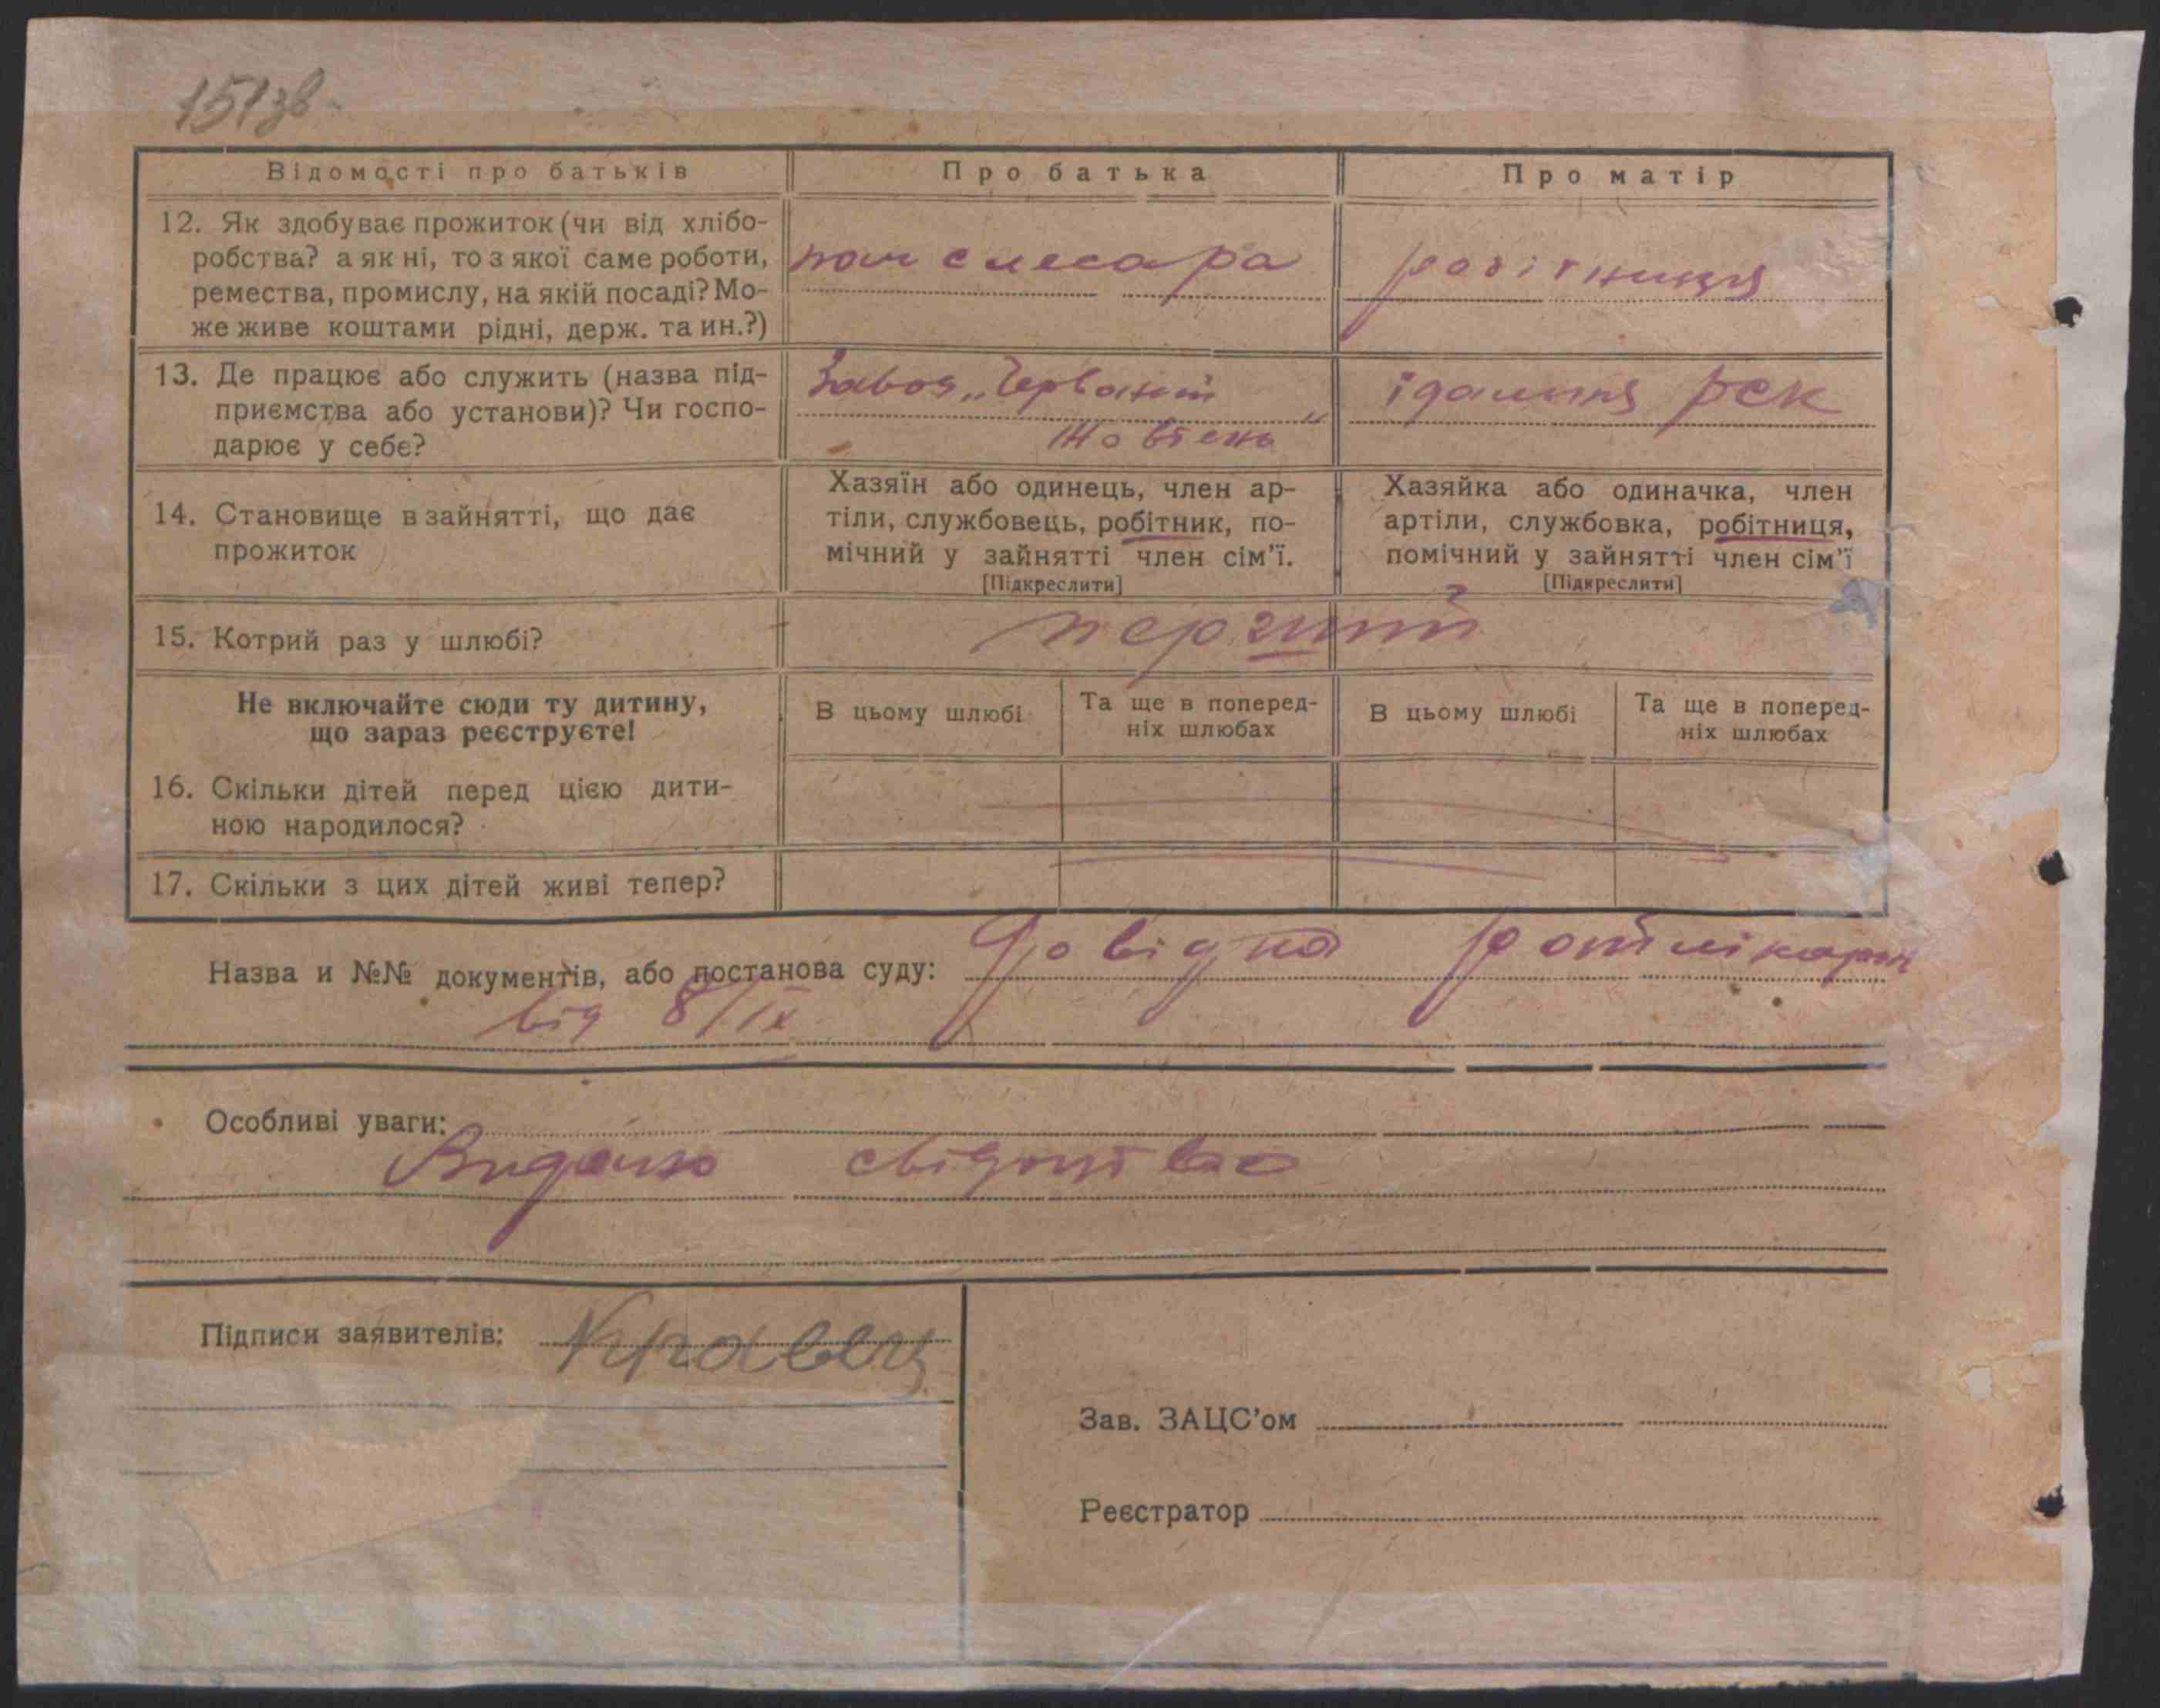 151зв
Відомості про батьків
Про батька
Про матір
12. Як здобуває прожиток (чи від хлібо-
робства? а як ні, то з якої саме роботи,
ремества, промислу, на якій посаді? Мо-
же живе коштами рідні, держ. та ин.?)
пом слесара
робітниця
13. Де працює або служить (назва під-
приємства або установи)? Чи госпо-
дарює у себе?
Завод „Червоний
Жовтень"
їдальня РСК
14. Становище в зайнятті, що дає
прожиток
Хазяїн або одинець, член ар-
тіли, службовець, робітник, по-
мічний у зайнятті член сім’ї.
[Підкреслити]
Хазяйка або одиначка, член
артіли, службовка, робітниця,
помічний у зайнятті член сім’ї
[Підкреслити]
15. Котрий раз у шлюбі?
перший
Не включайте сюди ту дитину,
що зараз реєструєте!
В цьому шлюбі
Та ще в поперед-
ніх шлюбах
В цьому шлюбі
Та ще в поперед-
ніх шлюбах
16. Скільки дітей перед цією дити-
ною народилося?
17. Скільки з цих дітей живі тепер?
Назва и №№ документів, або постанова суду: Довідка
від 8/IX
Особливі уваги:
Видано свідоцтво
Підписи заявителів: Кравец
Зав. ЗАЦС’ом
Реєстратор